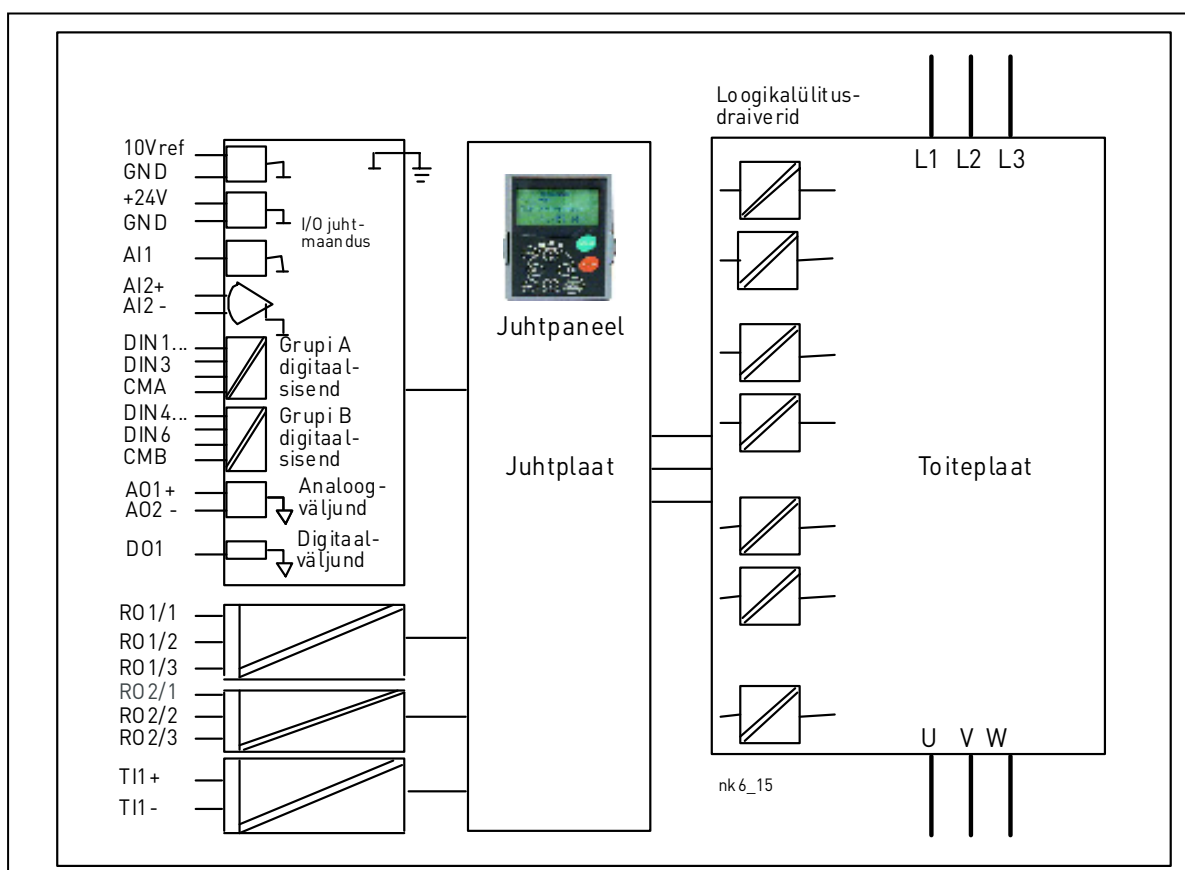 10Vref
GND
+24V
GND
AI1
AI2+
AI2 -
DIN1...
DIN3
CMA
DIN4...
DIN6
CMB
AO1+
AO2 -
DO1
RO1/1
RO1/2
RO1/3
RO2/1
RO2/2
RO2/3
TI1+
TI1-
I/O juht-
maandus
Grupi A
digitaal-
sisend
Grupi B
digitaal-
sisend
Analoog-
väljund
Digitaal-
väljund
Juhtpaneel
Juhtplaat
Loogikalülitus-
draiverid
L1 L2 L3
Toiteplaat
U V W
nk6_15